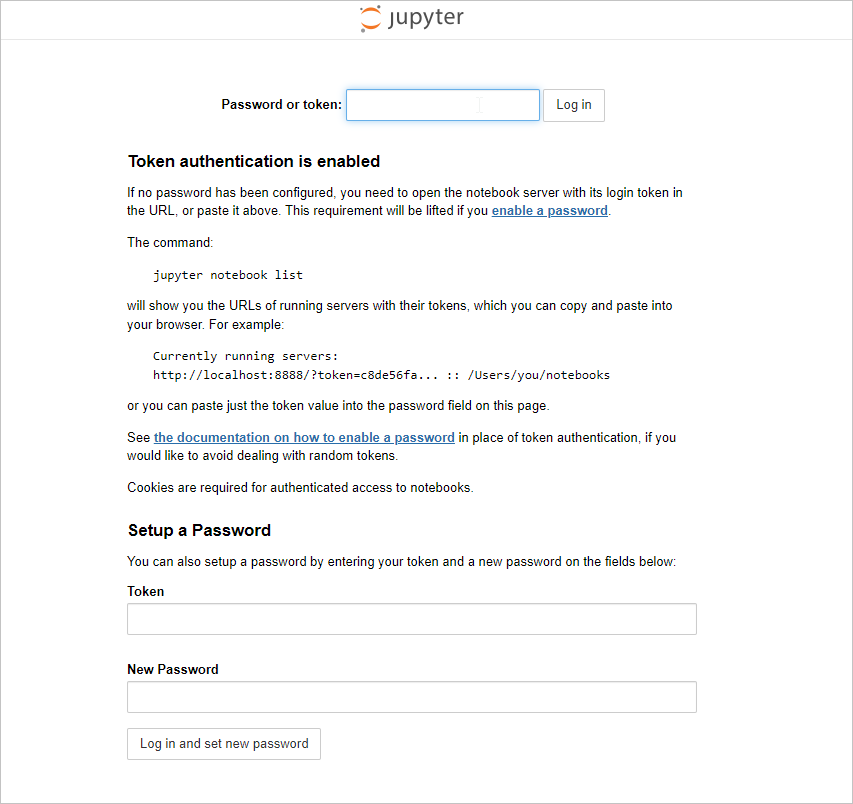 jupyter
Password or token:
Log in
Token authentication is enabled
If no password has been configured, you need to open the notebook server with its login token in
the URL, or paste it above. This requirement will be lifted if you enable a password.
The command:
jupyter notebook list
will show you the URLs of running servers with their tokens, which you can copy and paste into
your browser. For example:
Currently running servers:
http://localhost:8888/?token=c8de56fa... :: /Users/you/notebooks
or you can paste just the token value into the password field on this page.
See the documentation on how to enable a password in place of token authentication, if you
would like to avoid dealing with random tokens.
Cookies are required for authenticated access to notebooks.
Setup a Password
You can also setup a password by entering your token and a new password on the fields below:
Token
New Password
Log in and set new password